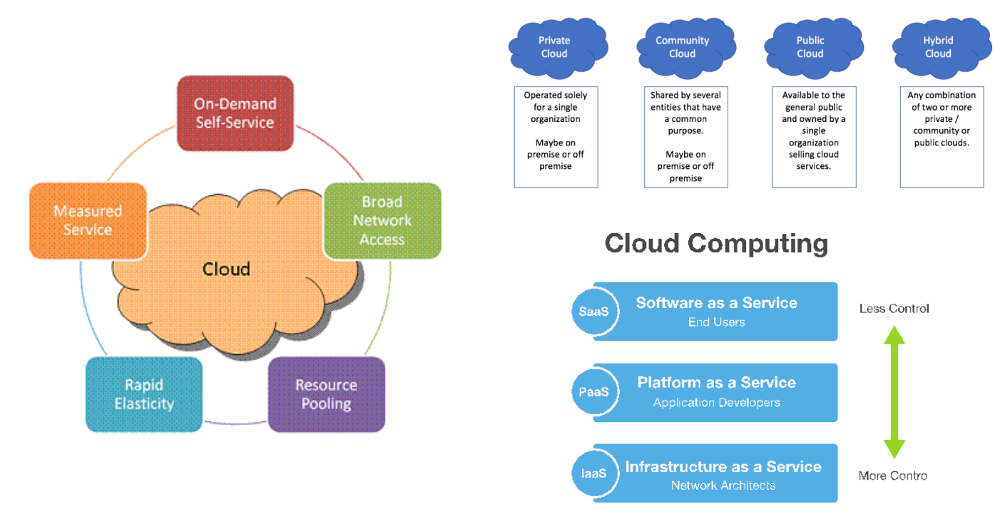 On-Demand
Self-Service
Measured
Service
Broad
Network
Access
Cloud
Rapid
Elasticity
Resource
Pooling
Private
Cloud
Operated solely
for a single
organization
Maybe on
premise or off
premise
Community
Cloud
Shared by several
entities that have
a common
purpose.
Maybe on
premise or off
premise
Public
Cloud
Available to the
general public
and owned by a
single
organization
selling cloud
services.
Hybrid
Cloud
Any combination
of two or more
private /
community or
public clouds.
Cloud Computing
SaaS
Software as a Service
End Users
PaaS
Platform as a Service
Application Developers
IaaS
Infrastructure as a Service
Network Architects
Less Control
More Contro